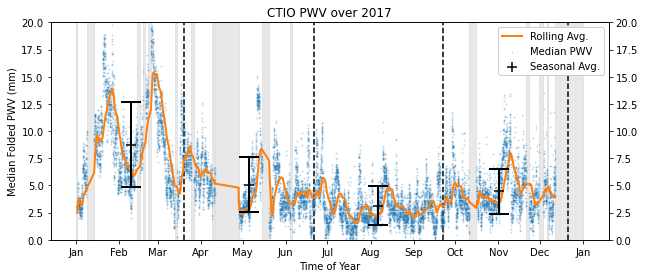 CTIO PWV over 2017
Median Folded PWV (mm)
20.0
17.5
15.0
12.5
10.0
7.5
5.0
2.5
0.0
Rolling Avg.
Median PWV
Seasonal Avg.
20.0
17.5
15.0
12.5
10.0
7.5
5.0
2.5
0.0
Jan Feb Mar Apr May Jun Jul Aug Sep Oct Nov Dec Jan
Time of Year